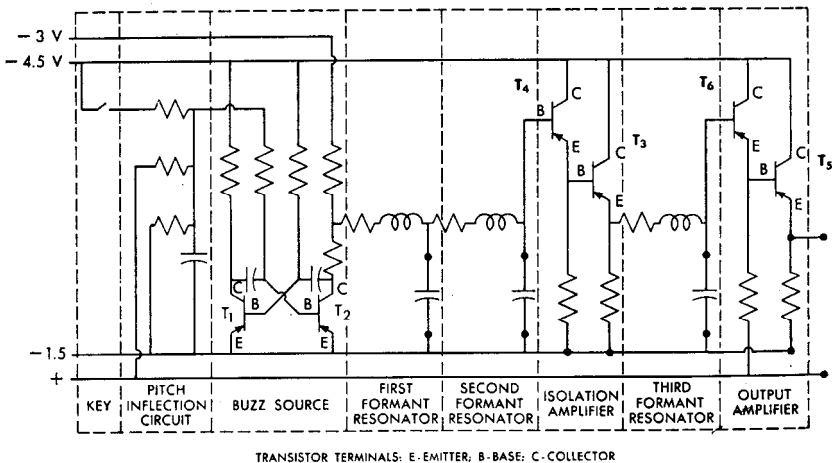 − 3 V
− 4.5 V
T4
C
B
E
T3
C
B
E
T6
C
E
T5
C
B
E
C
B
T1
E
C
B
T2
E
−1.5
+
KEY
PITCH
INFLECTION
CIRCUIT
BUZZ SOURCE
FIRST
FORMANT
RESONATOR
SECOND
FORMANT
RESONATOR
ISOLATION
AMPLIFIER
THIRD
FORMANT
RESONATOR
OUTPUT
AMPLIFIER
TRANSISTOR TERMINALS: E-EMITTER; B-BASE; C-COLLECTOR